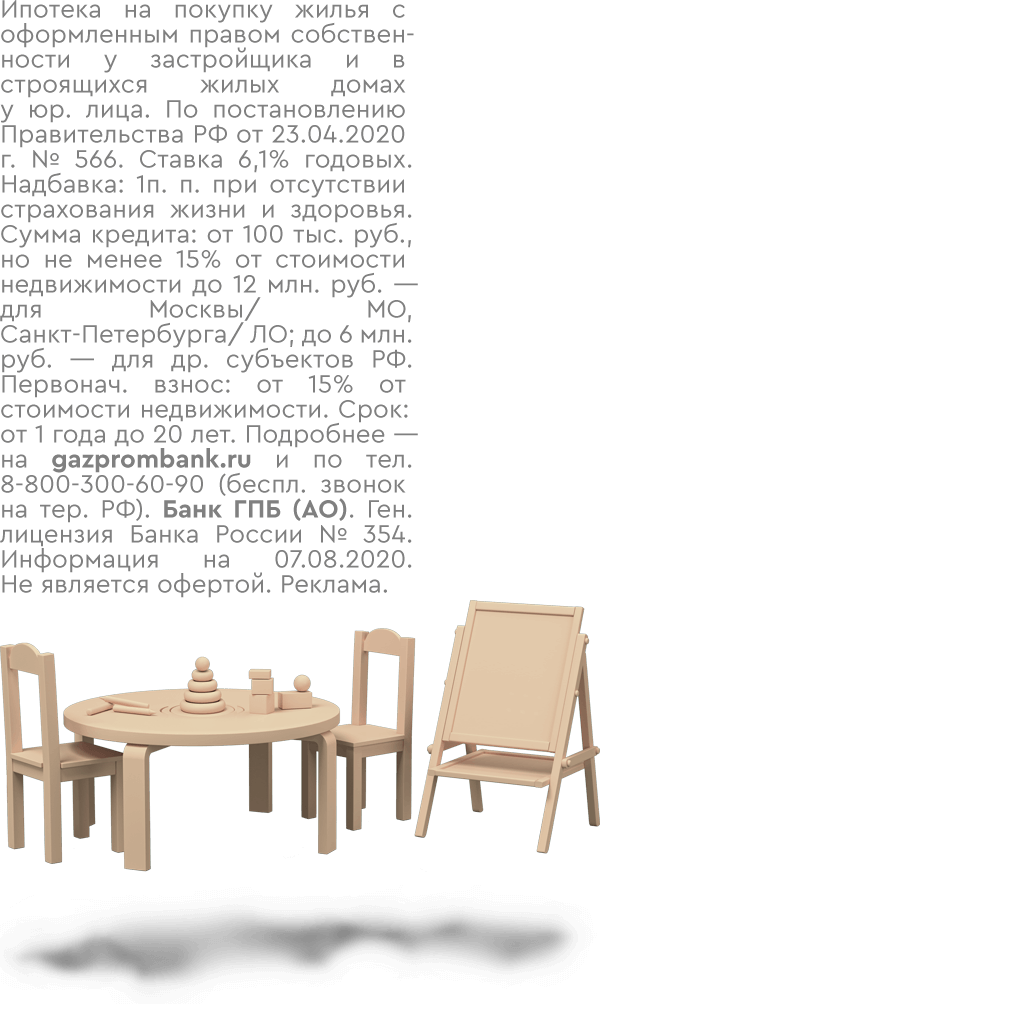 Ипотека на покупку жилья с
оформленным правом собствен-
ности у застройщика и в
строящихся жилых домах
у юр. лица. По постановлению
Правительства РФ от 23.04.2020
г. № 566. Ставка 6,1% годовых.
Надбавка: 1п. п. при отсутствии
страхования жизни и здоровья.
Сумма кредита: от 100 тыс. руб.,
но не менее 15% от стоимости
недвижимости до 12 млн. руб. —
для Москвы/ МО,
Санкт-Петербурга/ ЛО; до 6 млн.
руб. — для др. субъектов РФ.
Первонач. взнос: от 15% от
стоимости недвижимости. Срок:
от 1 года до 20 лет. Подробнее —
на gazprombank.ru и по тел.
8-800-300-60-90 (беспл. звонок
на тер. РФ). Банк ГПБ (АО). Ген.
лицензия Банка России № 354.
Информация на 07.08.2020.
Не является офертой. Реклама.